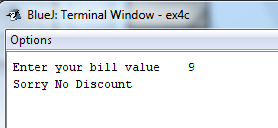 BlueJ: Terminal Window - ex4c
Options
Enter your bill value    9
Sorry No Discount